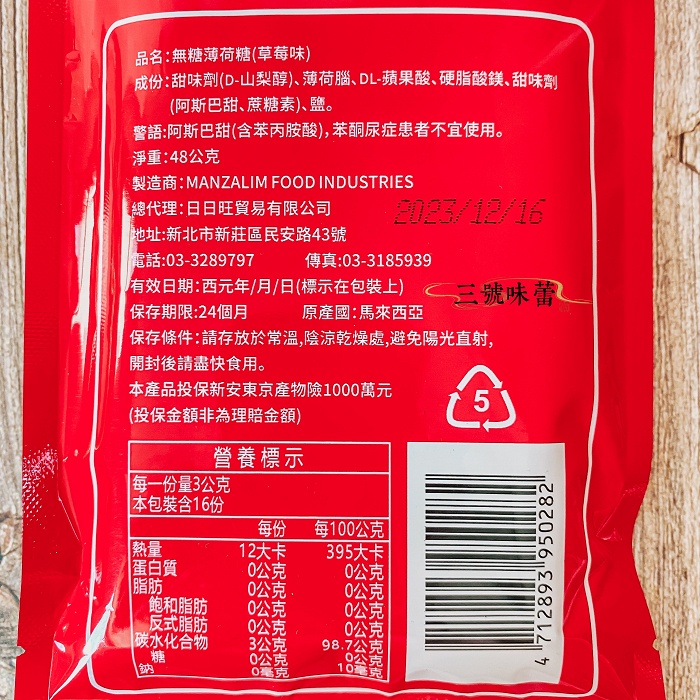 品名:無糖薄荷糖(草莓味)
成份:甜味劑(D-山梨醇)、薄荷腦、DL-蘋果酸、硬脂酸鎂、甜味劑
(阿斯巴甜、蔗糖素)、鹽。
警語:阿斯巴甜(含苯丙胺酸),苯酮尿症患者不宜使用。
淨重:48公克
製造商:MANZALIM FOOD INDUSTRIES
總代理:日日旺貿易有限公司
2023/12/16
地址:新北市新莊區民安路43號
電話:03-3289797 傳真:03-3185939
有效日期:西元年/月/日(標示在包裝上)
三號味蕾
保存期限:24個月 原產國:馬來西亞
保存條件:請存放於常溫,陰涼乾燥處,避免陽光直射,
開封後請盡快食用。
本產品投保新安東京產物險1000萬元
(投保金額非為理賠金額)
5
營養標示
每一份量3公克
本包裝含16份
每份 每100公克
熱量 12大卡 395大卡
蛋白質 0公克 0公克
脂肪 0公克 0公克
飽和脂肪 0公克 0公克
反式脂肪 0公克 0公克
碳水化合物 3公克 98.7公克
糖 0公克 0公克
鈉 0毫克 10毫克
4 712893 950282